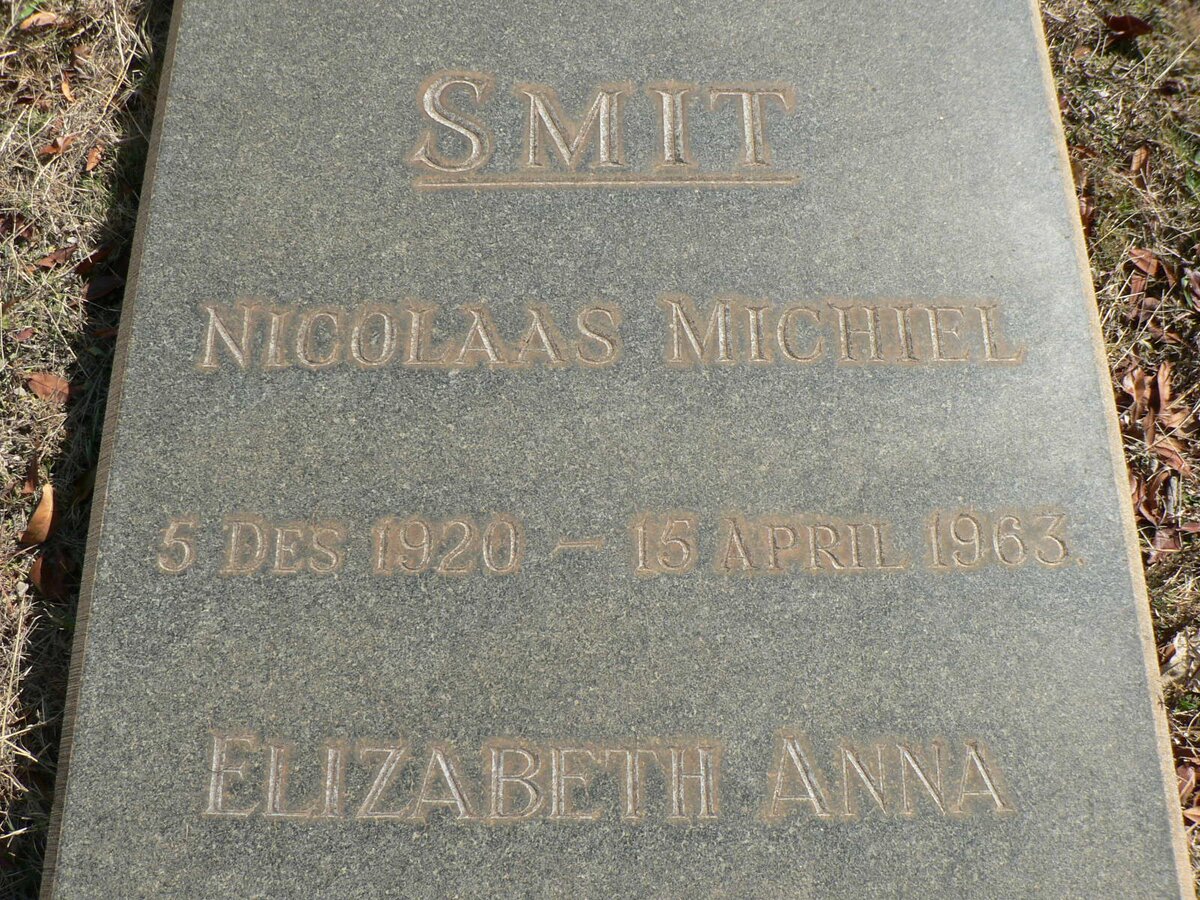 SMIT
NICOLAAS MICHIEL
5 DES 1920 – 15 APRIL 1963.
ELIZABETH ANNA